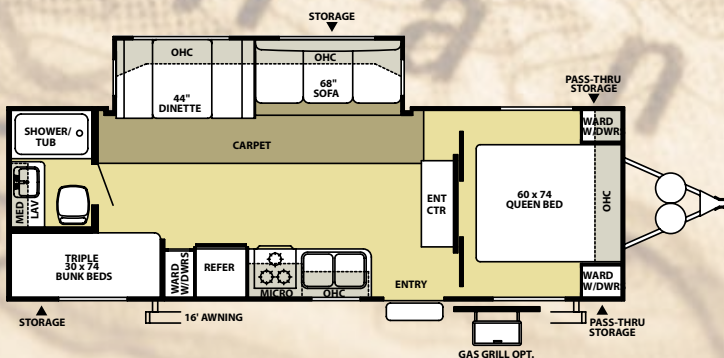 STORAGE
OHC
OHC
44"
DINETTE
68"
SOFA
PASS-THRU
STORAGE
WARD
W/DWRS
SHOWER/
TUB
CARPET
MED
LAV
ENT
CTR
60 x 74
QUEEN BED
OHC
TRIPLE
30 x 74
BUNK BEDS
WARD
W/DWRS
REFER
MICRO
OHC
ENTRY
WARD
W/DWRS
STORAGE
16' AWNING
PASS-THRU
STORAGE
GAS GRILL OPT.